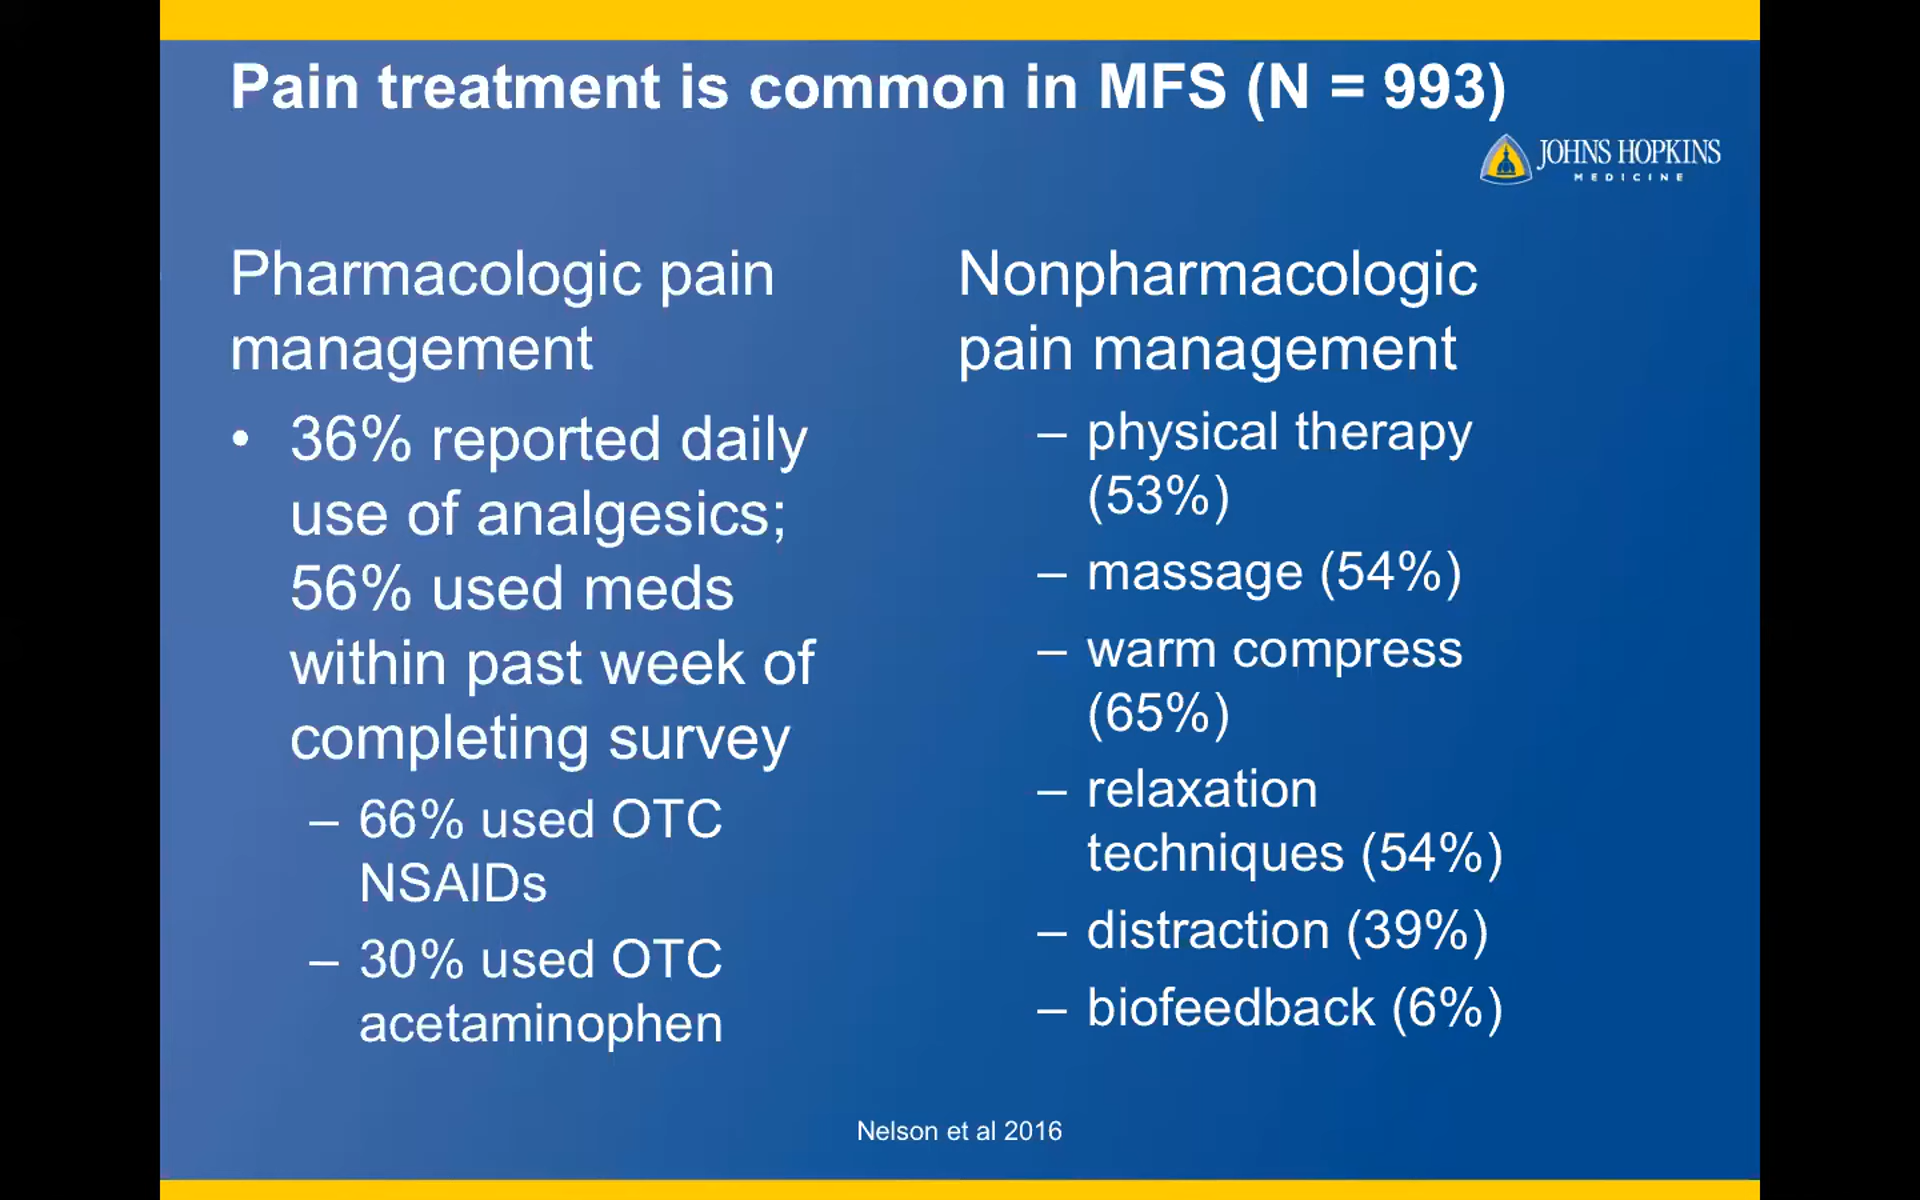 Pain treatment is common in MFS (N = 993)
JOHNS HOPKINS
MEDICINE
Pharmacologic pain
management
• 36% reported daily
use of analgesics;
56% used meds
within past week of
completing survey
– 66% used OTC
NSAIDs
– 30% used OTC
acetaminophen
Nonpharmacologic
pain management
– physical therapy
(53%)
– massage (54%)
– warm compress
(65%)
– relaxation
techniques (54%)
– distraction (39%)
– biofeedback (6%)
Nelson et al 2016